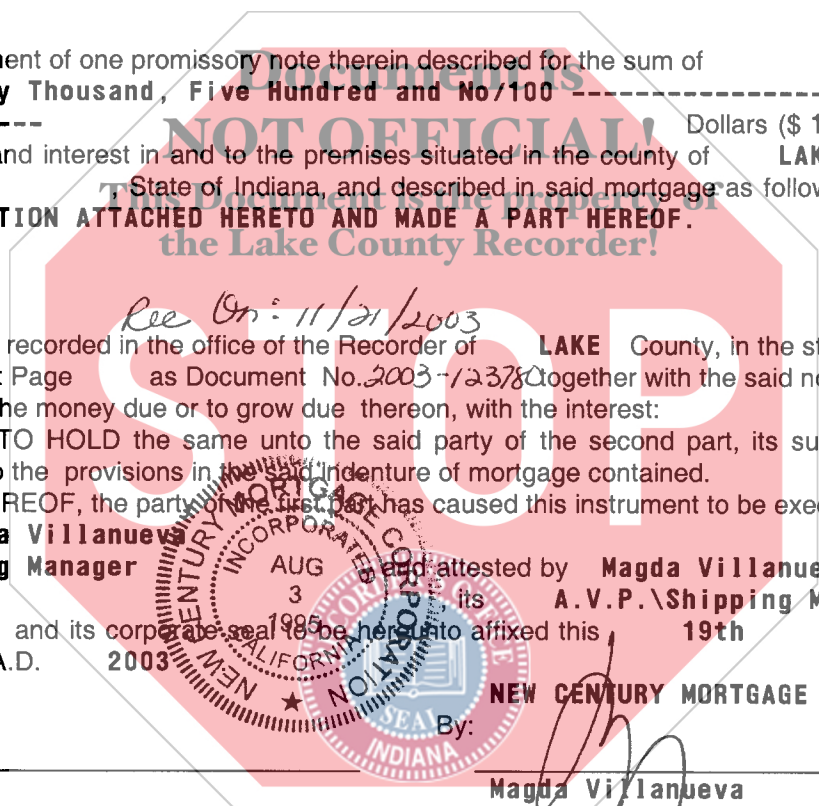 ent of one promissory note therein described for the sum of
y Thousand, Five Hundred and No/100 -----------------
---
Dollars ($ 1
and interest in and to the premises situated in the county of LAK
, State of Indiana, and described in said mortgage as follow
TION ATTACHED HERETO AND MADE A PART HEREOF.
Document is
NOT OFFICIAL!
This Document is the property of
the Lake County Recorder!
STOP
Rec On: 11/21/2003
recorded in the office of the Recorder of LAKE County, in the st
Page as Document No. 2003-123780 together with the said no
he money due or to grow due thereon, with the interest:
TO HOLD the same unto the said party of the second part, its su
the provisions in the said indenture of mortgage contained.
REOF, the party of the first part has caused this instrument to be exe
a Villanueva
g Manager and attested by Magda Villanue
its A.V.P.\Shipping M
and its corporate seal to be hereunto affixed this 19th
A.D. 2003
NEW CENTURY MORTGAGE CORPORATION
INCORPORATED
AUG
3
1995
CALIFORNIA
SEAL
INDIANA
NEW CENTURY MORTGAGE
By:
Magda Villanueva